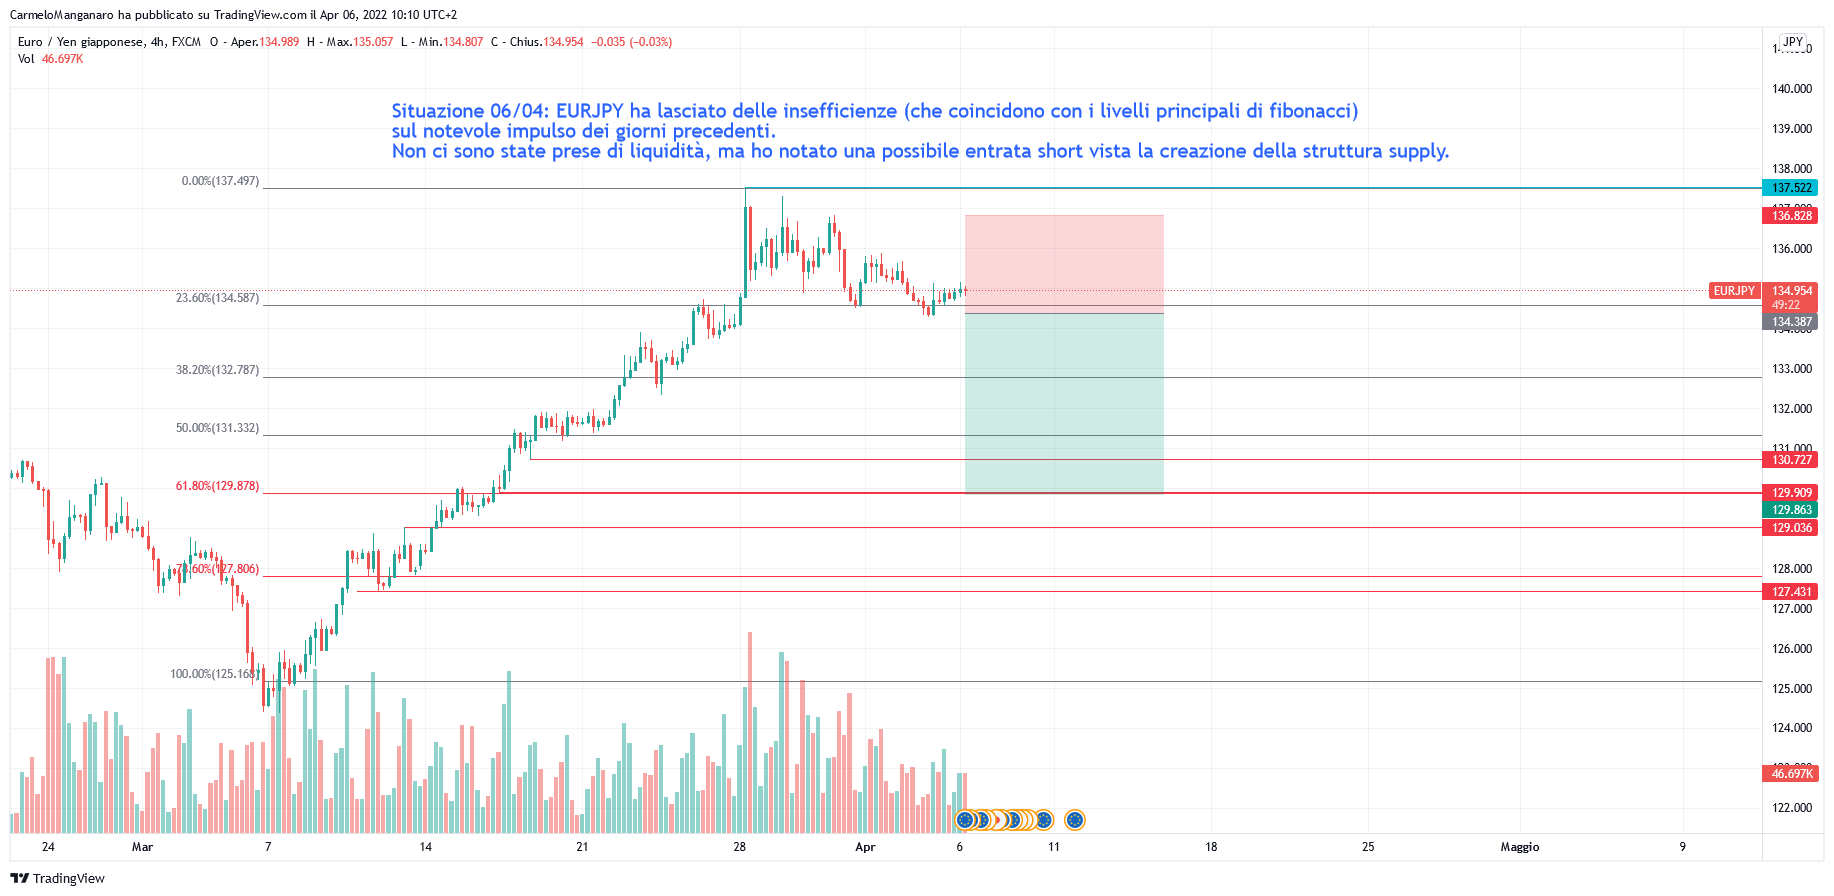 CarmeloManganaro ha pubblicato su TradingView.com il Apr 06, 2022 10:10 UTC+2
Euro / Yen giapponese, 4h, FXCM O - Aper.134.989 H - Max.135.057 L - Min.134.807 C - Chius.134.954 −0.035 (−0.03%)
Vol 46.697K
JPY
Situazione 06/04: EURJPY ha lasciato delle insefficienze (che coincidono con i livelli principali di fibonacci)
sul notevole impulso dei giorni precedenti.
Non ci sono state prese di liquidità, ma ho notato una possibile entrata short vista la creazione della struttura supply.
140.000
139.000
138.000
0.00%(137.497)
137.522
136.828
136.000
EURJPY 134.954
23.60%(134.587)
49:22
134.387
38.20%(132.787)
133.000
132.000
50.00%(131.332)
131.000
130.727
61.80%(129.878)
129.909
129.863
129.036
78.60%(127.806)
128.000
127.431
127.000
126.000
100.00%(125.168)
125.000
124.000
46.697K
122.000
24 Mar 7 14 21 28 Apr 6 11 18 25 Maggio 9
TradingView